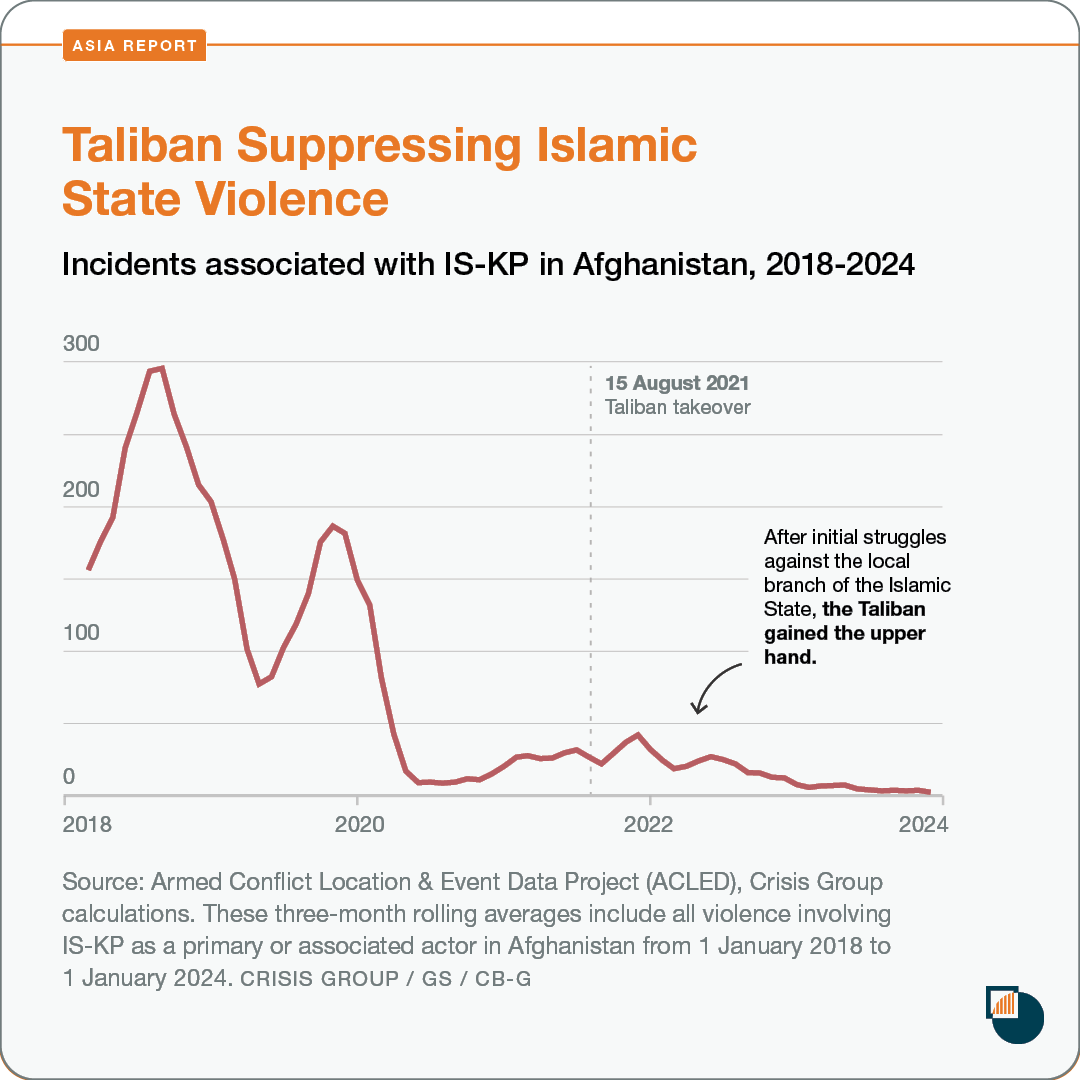 ASIA REPORT
Taliban Suppressing Islamic
State Violence
Incidents associated with IS-KP in Afghanistan, 2018-2024
300
15 August 2021
Taliban takeover
200
After initial struggles
against the local
branch of the Islamic
State, the Taliban
gained the upper
hand.
100
0
2018
2020
2022
2024
Source: Armed Conflict Location & Event Data Project (ACLED), Crisis Group
calculations. These three-month rolling averages include all violence involving
IS-KP as a primary or associated actor in Afghanistan from 1 January 2018 to
1 January 2024. CRISIS GROUP / GS / CB-G